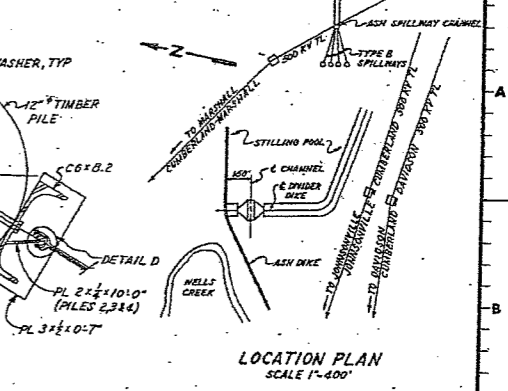 ASH SPILLWAY CHANNEL
N
500 KV TL
TYPE B
SPILLWAYS
ASHER, TYP
A
TO MARSHALL
CUMBERLAND-MARSHALL
12" ⌀ TIMBER
PILE
STILLING POOL
TO JOHNSONVILLE
JOHNSONVILLE CUMBERLAND 500 KV TL
TO DAVIDSON
CUMBERLAND DAVIDSON 500 KV TL
C6 x 8.2
150'
℄ CHANNEL
℄ DIVIDER
DIKE
DETAIL D
ASH DIKE
WELLS
CREEK
PL 2 x ¼ x 10'-0"
(PILES 2,3&4)
PL 3 x ½ x 0'-7"
B
LOCATION PLAN
SCALE 1"=400'